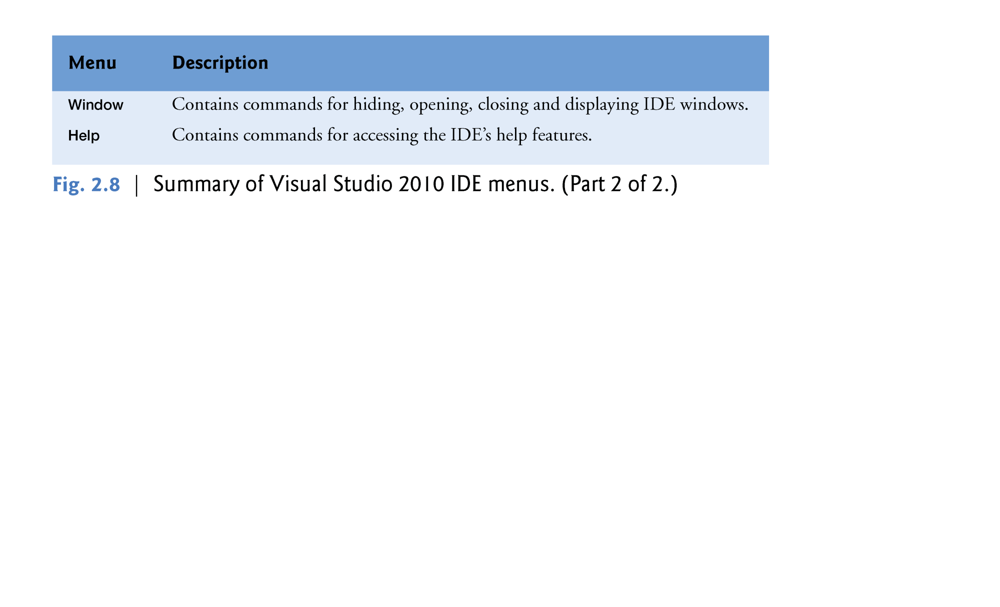 Menu Description
Window Contains commands for hiding, opening, closing and displaying IDE windows.
Help Contains commands for accessing the IDE’s help features.
Fig. 2.8 | Summary of Visual Studio 2010 IDE menus. (Part 2 of 2.)